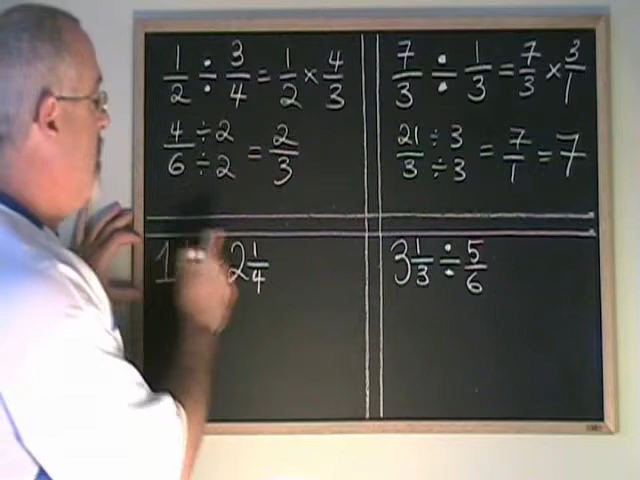 1/2 ÷ 3/4 = 1/2 × 4/3
4/6 ÷2/÷2 = 2/3
7/3 ÷ 1/3 = 7/3 × 3/1
21/3 ÷3/÷3 = 7/1 = 7
1 2 1/4
3 1/3 ÷ 5/6